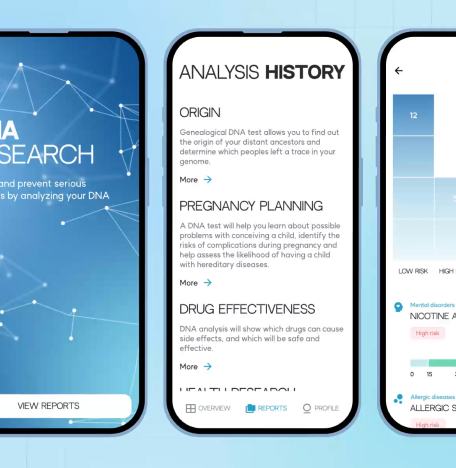 SEARCH
and prevent serious
by analyzing your DNA
VIEW REPORTS
ANALYSIS HISTORY
ORIGIN
Genealogical DNA test allows you to find out
the origin of your distant ancestors and
determine which peoples left a trace in your
genome.
More →
PREGNANCY PLANNING
A DNA test will help you learn about possible
problems with conceiving a child, identify the
risks of complications during pregnancy and
help assess the likelihood of having a child
with hereditary diseases.
More →
DRUG EFFECTIVENESS
DNA analysis will show which drugs can cause
side effects, and which will be safe and
effective.
More →
HEALTH RESEARCH
OVERVIEW
REPORTS
PROFILE
←
12
LOW RISK
HIGH
Mental disorders
NICOTINE A
High risk
0 15
Allergic diseases
ALLERGIC S
High risk